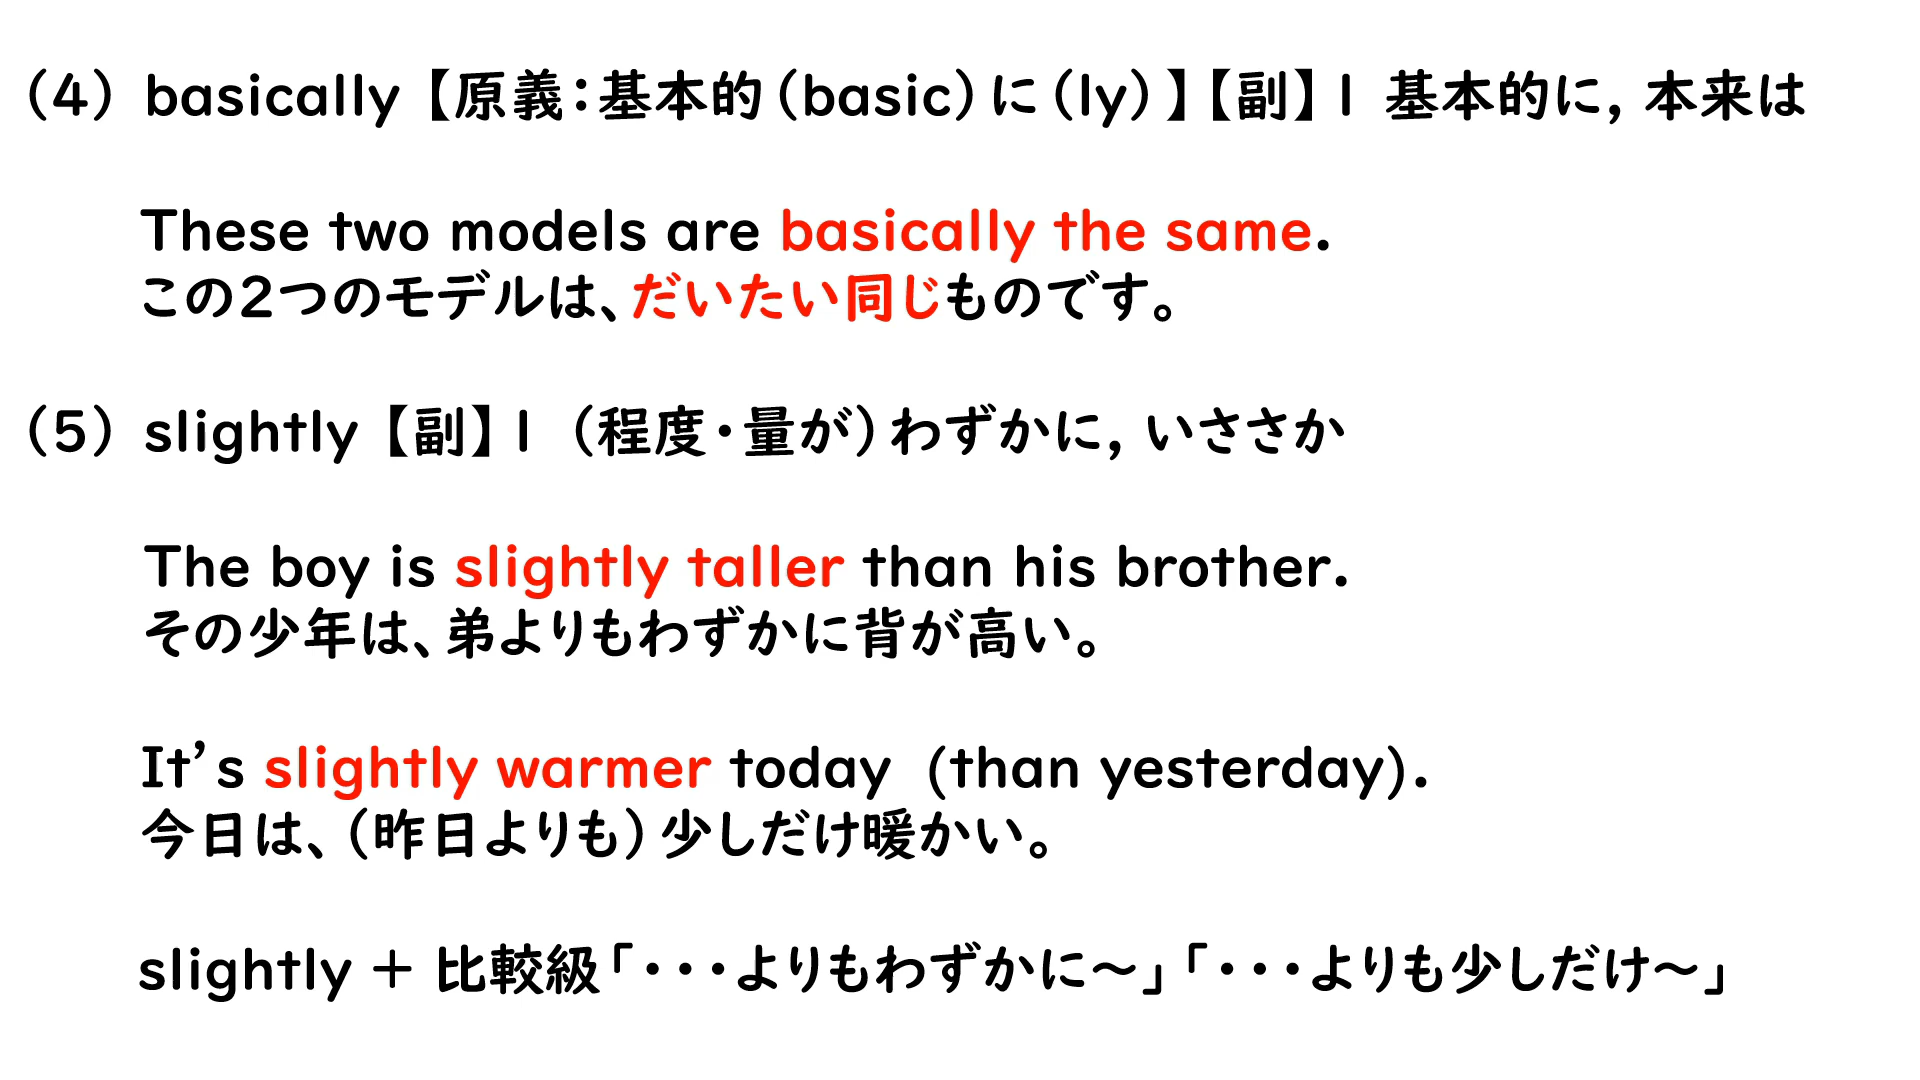 (4) basically 【原義：基本的(basic)に(ly)】【副】1 基本的に, 本来は
These two models are basically the same.
この2つのモデルは、だいたい同じものです。
(5) slightly 【副】1 (程度・量が)わずかに, いささか
The boy is slightly taller than his brother.
その少年は、弟よりもわずかに背が高い。
It's slightly warmer today (than yesterday).
今日は、(昨日よりも)少しだけ暖かい。
slightly + 比較級「・・・よりもわずかに～」「・・・よりも少しだけ～」